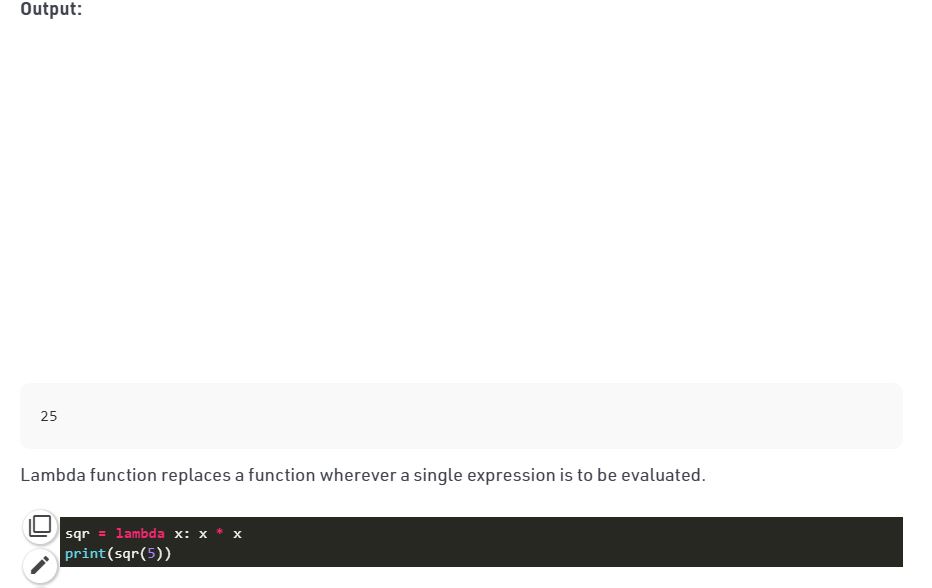 Output:
25
Lambda function replaces a function wherever a single expression is to be evaluated.
sqr = lambda x: x * x
print(sqr(5))